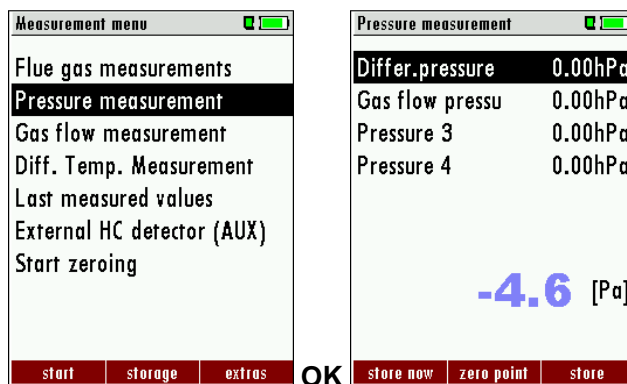 Measurement menu
Flue gas measurements
Pressure measurement
Gas flow measurement
Diff. Temp. Measurement
Last measured values
External HC detector (AUX)
Start zeroing
start storage extras
OK
Pressure measurement
Differ.pressure 0.00hPa
Gas flow pressu 0.00hPa
Pressure 3 0.00hPa
Pressure 4 0.00hPa
-4.6 [Pa]
store now zero point store